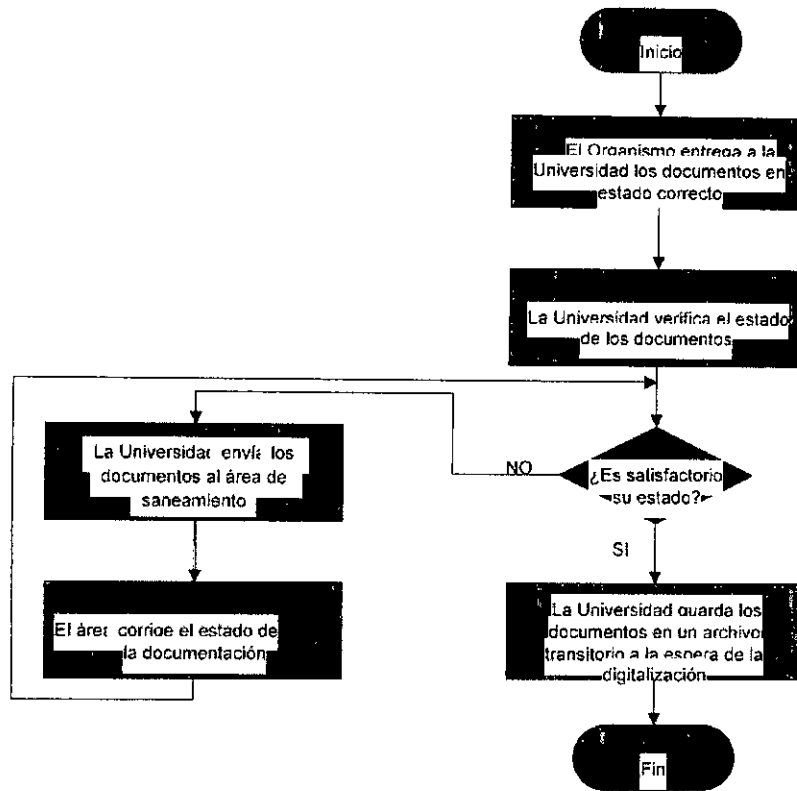 Inicio
El Organismo entrega a la
Universidad los documentos en
estado correcto
La Universidad verifica el estado
de los documentos
¿Es satisfactorio
su estado?
NO
La Universidad envía los
documentos al área de
saneamiento
El área corrige el estado de
la documentación
SI
La Universidad guarda los
documentos en un archivo
transitorio a la espera de la
digitalización
Fin